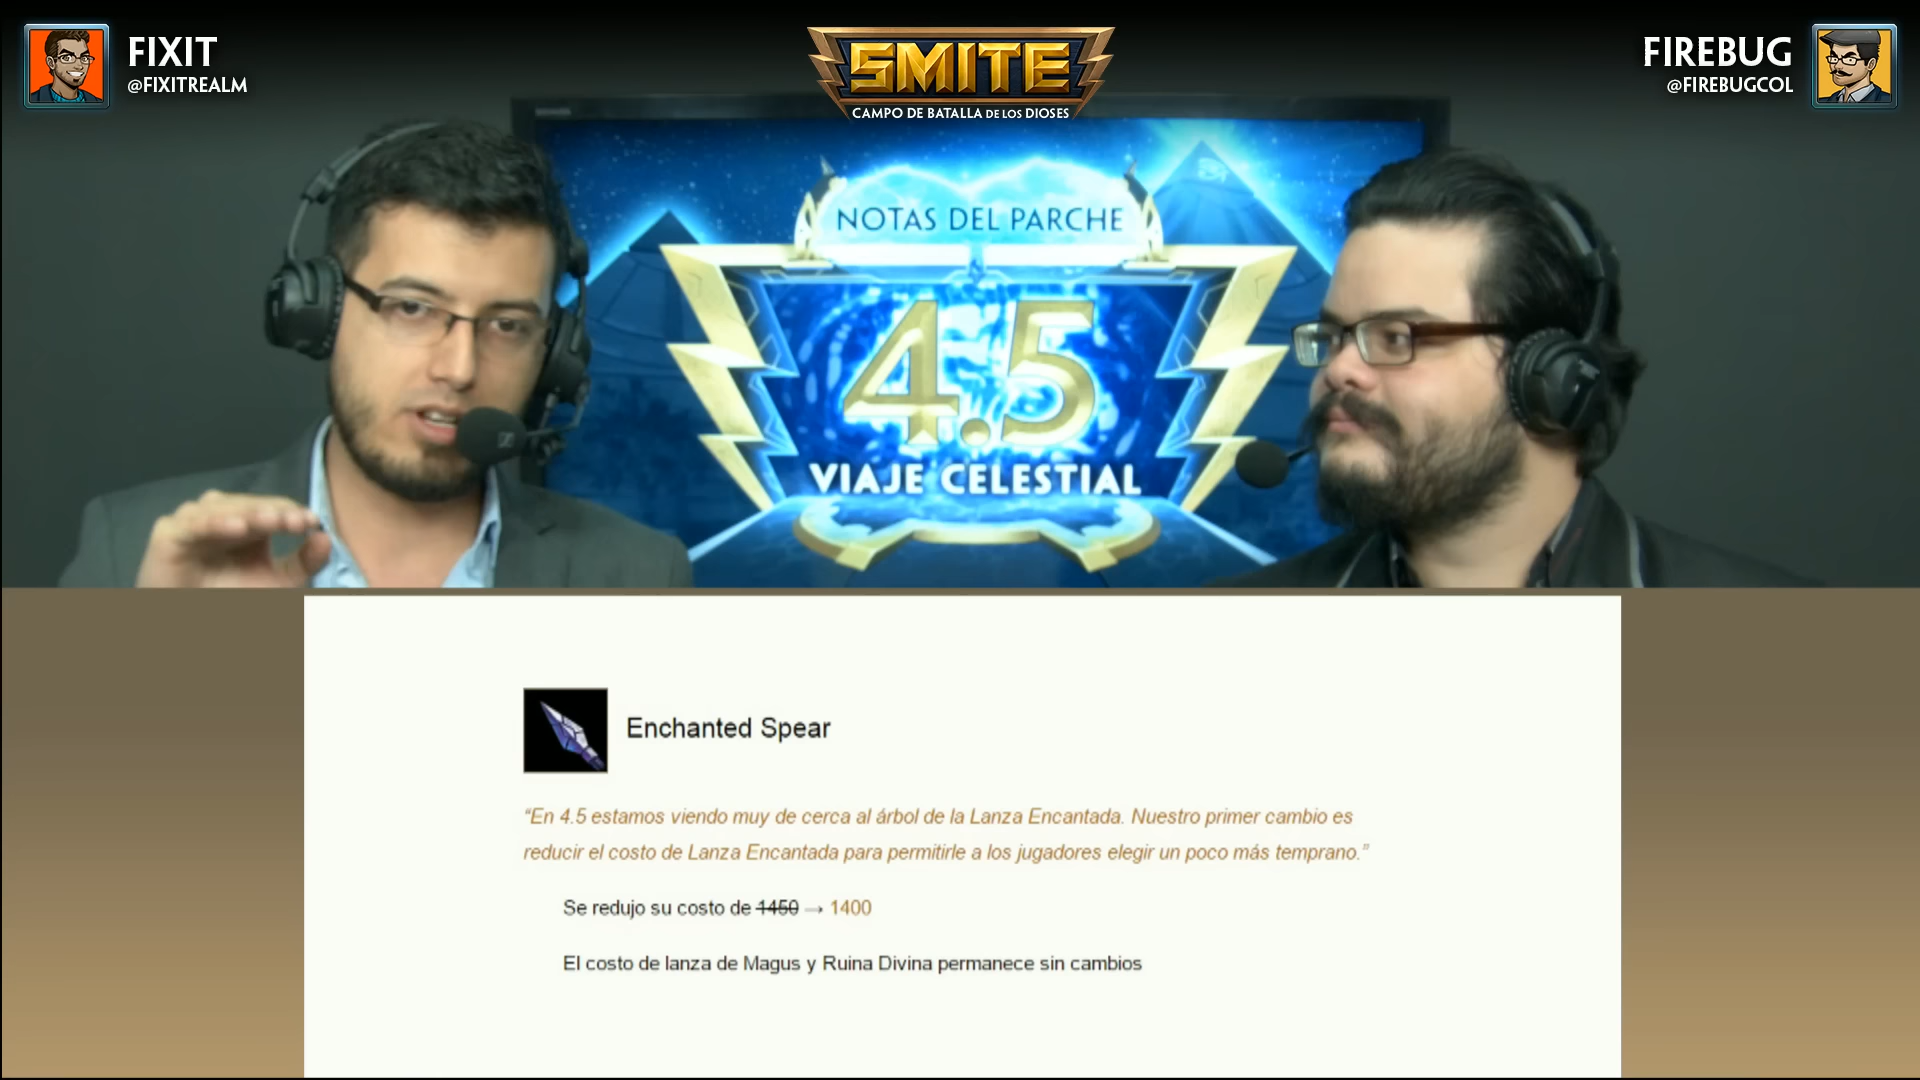 FIXIT
@FIXITREALM
SMITE
CAMPO DE BATALLA DE LOS DIOSES
FIREBUG
@FIREBUGCOL
NOTAS DEL PARCHE
4.5
VIAJE CELESTIAL
Enchanted Spear
“En 4.5 estamos viendo muy de cerca al árbol de la Lanza Encantada. Nuestro primer cambio es
reducir el costo de Lanza Encantada para permitirle a los jugadores elegir un poco más temprano.”
Se redujo su costo de 1450 → 1400
El costo de lanza de Magus y Ruina Divina permanece sin cambios